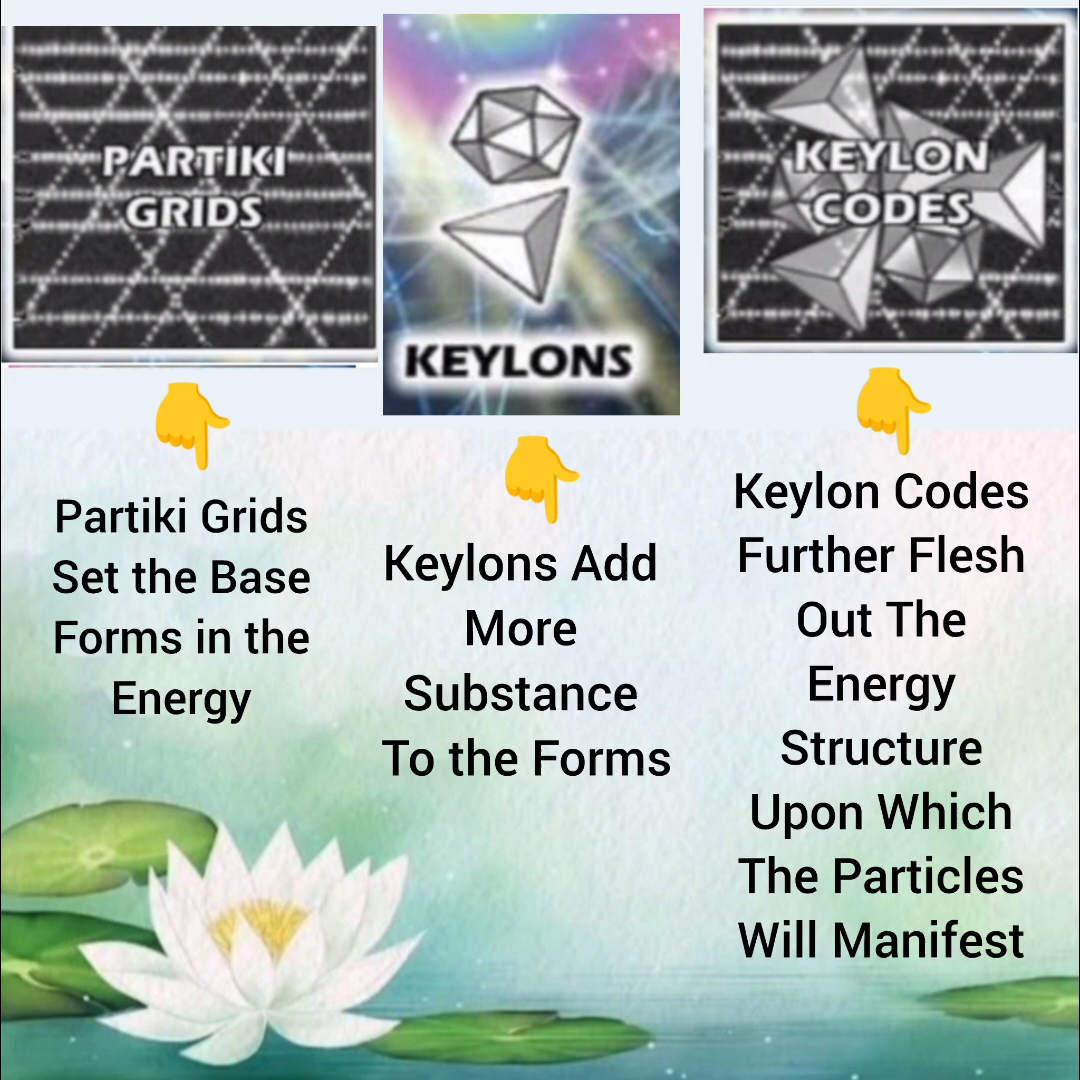 PARTIKI
GRIDS
KEYLONS
KEYLON
CODES
Partiki Grids
Set the Base
Forms in the
Energy
Keylons Add
More
Substance
To the Forms
Keylon Codes
Further Flesh
Out The
Energy
Structure
Upon Which
The Particles
Will Manifest